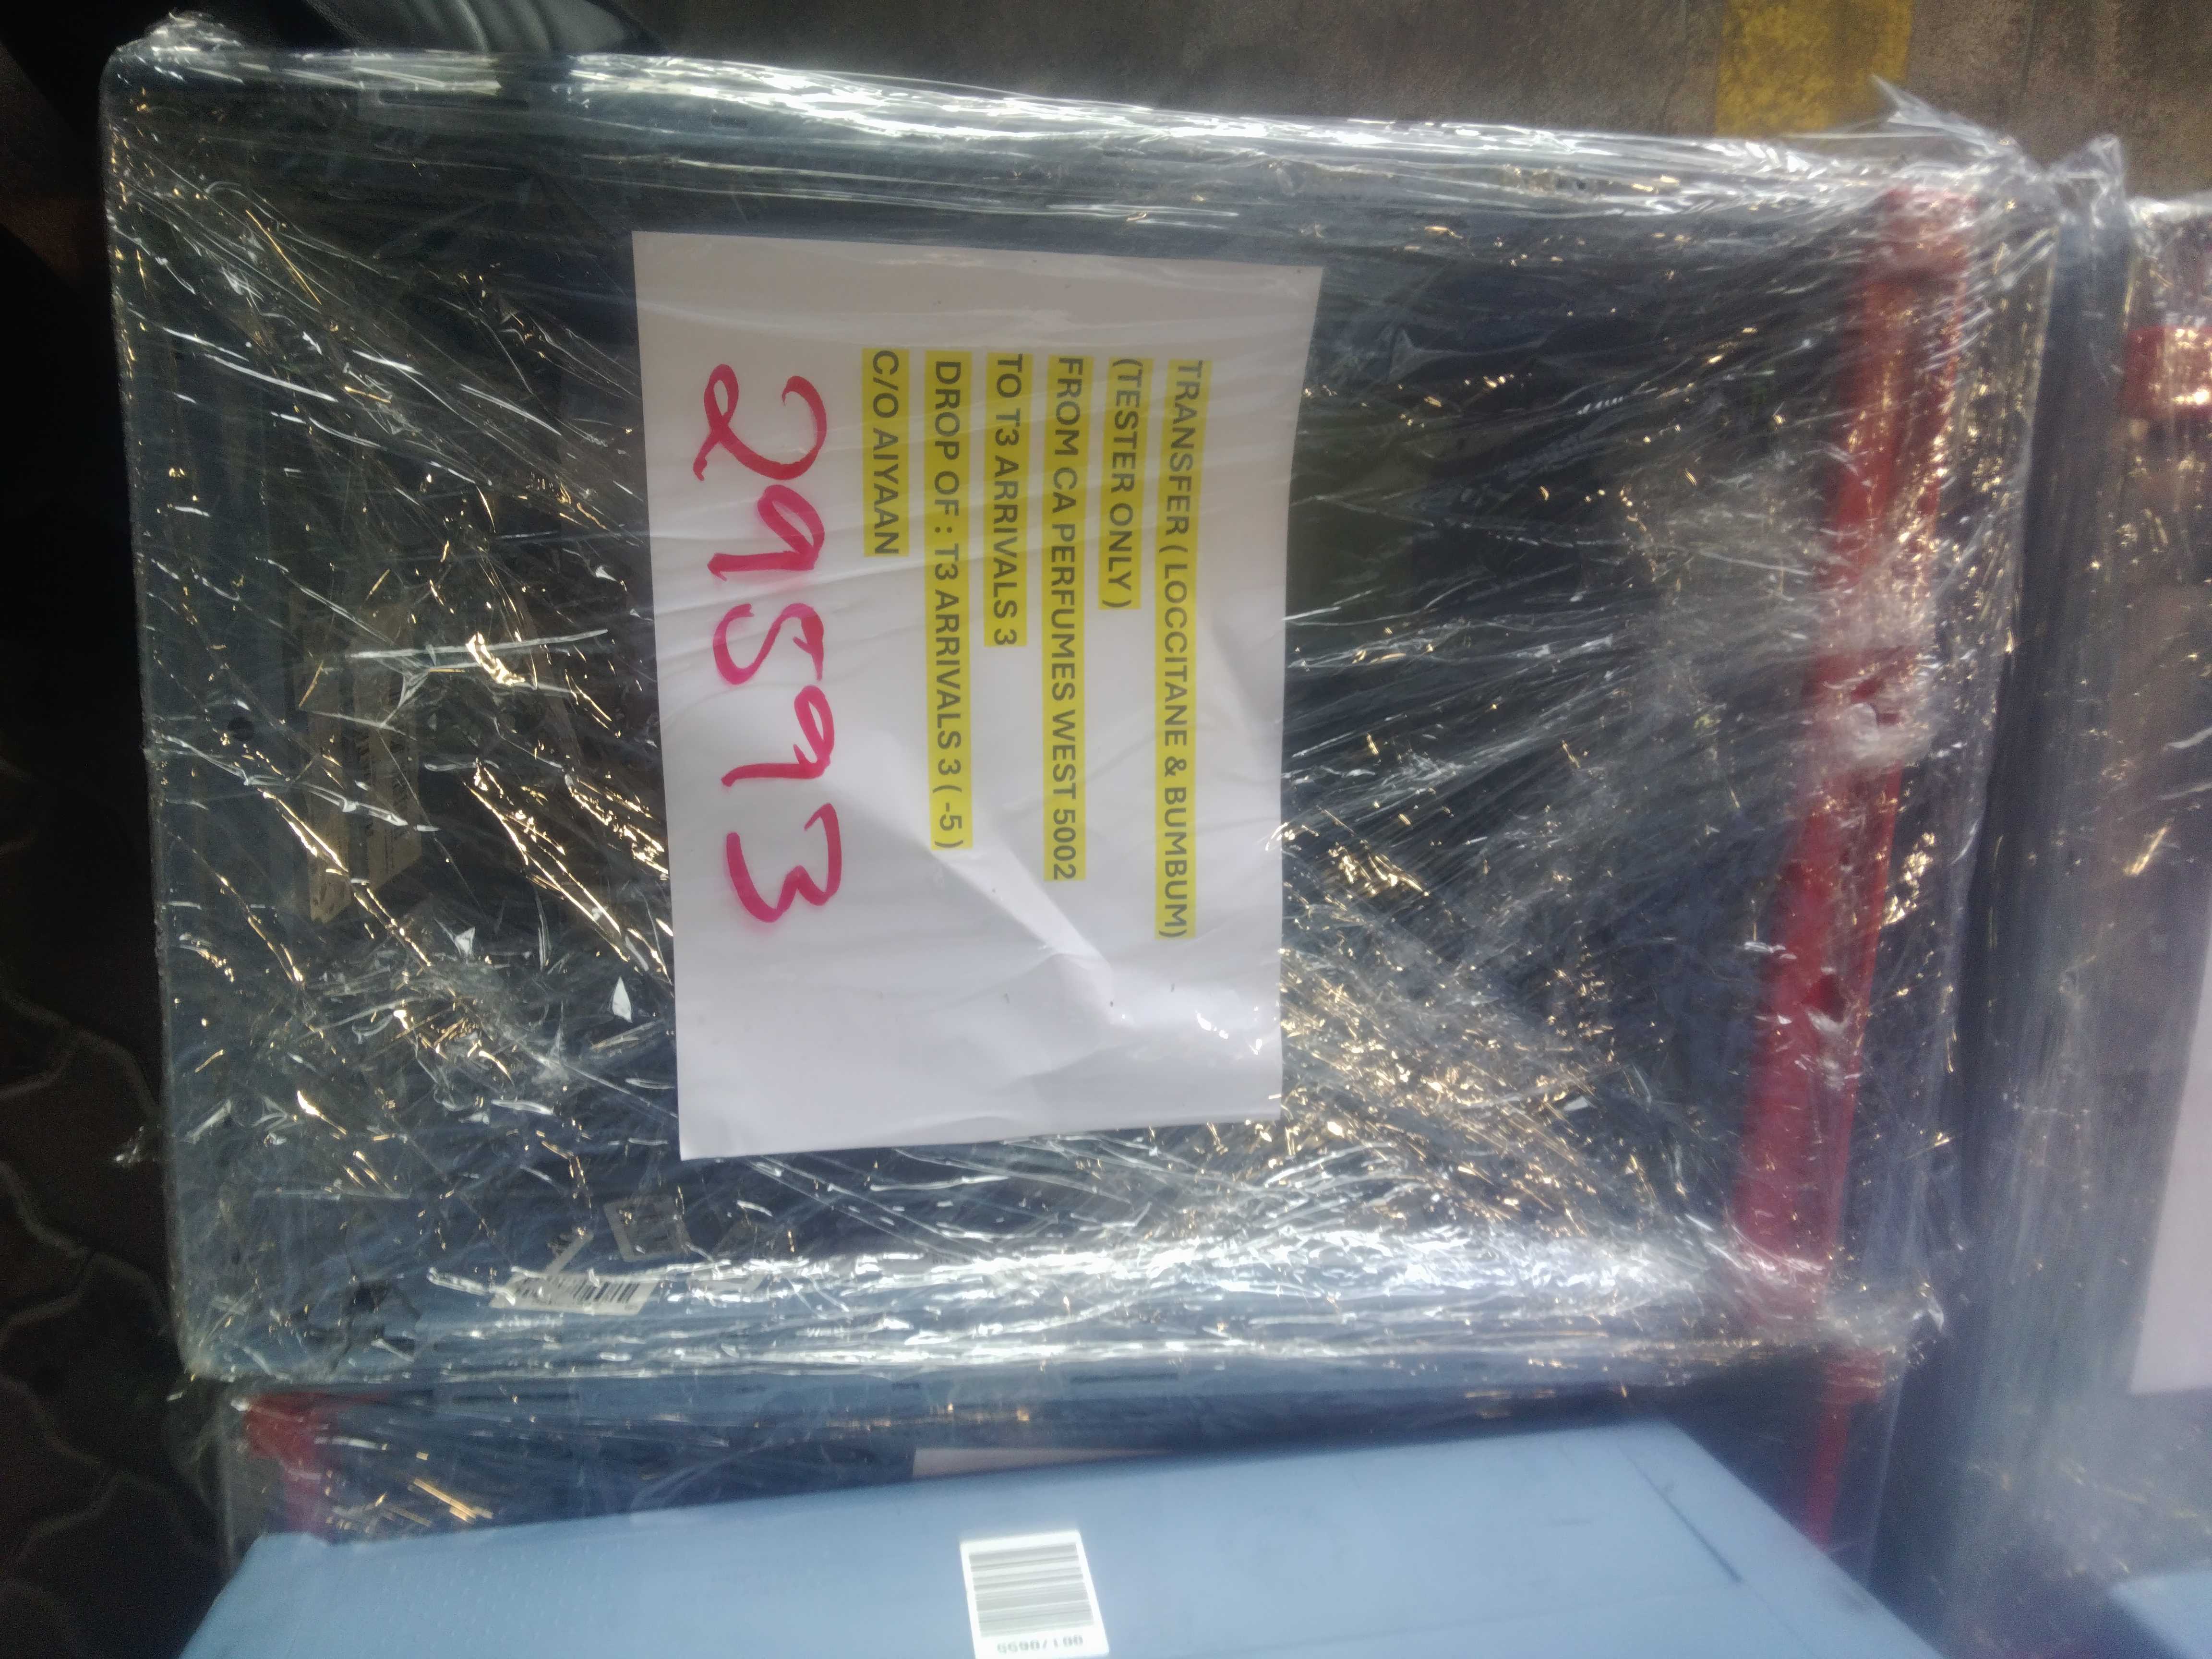 TRANSFER ( LOCCITANE & BUMBUM)
(TESTER ONLY )
FROM CA PERFUMES WEST 5002
TO T3 ARRIVALS 3
DROP OF : T3 ARRIVALS 3 ( -5 )
C/O AIYAAN
29593